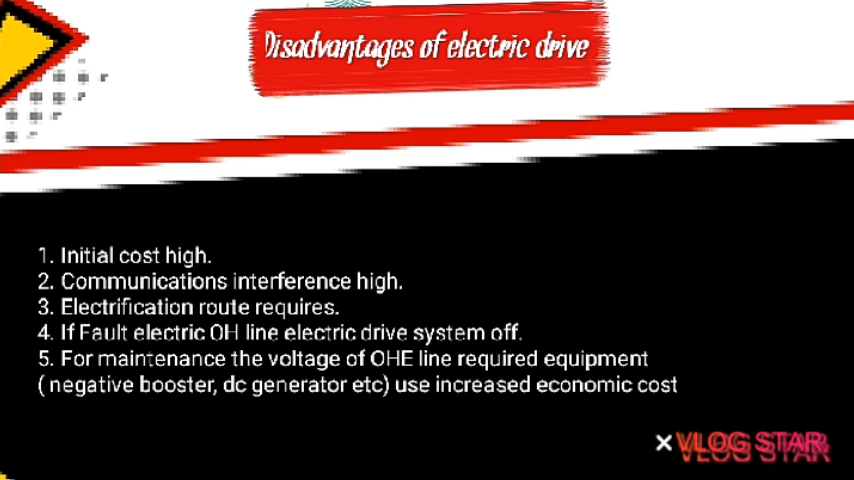 Disadvantages of electric drive
1. Initial cost high.
2. Communications interference high.
3. Electrification route requires.
4. If Fault electric OH line electric drive system off.
5. For maintenance the voltage of OHE line required equipment
( negative booster, dc generator etc) use increased economic cost
× VLOG STAR